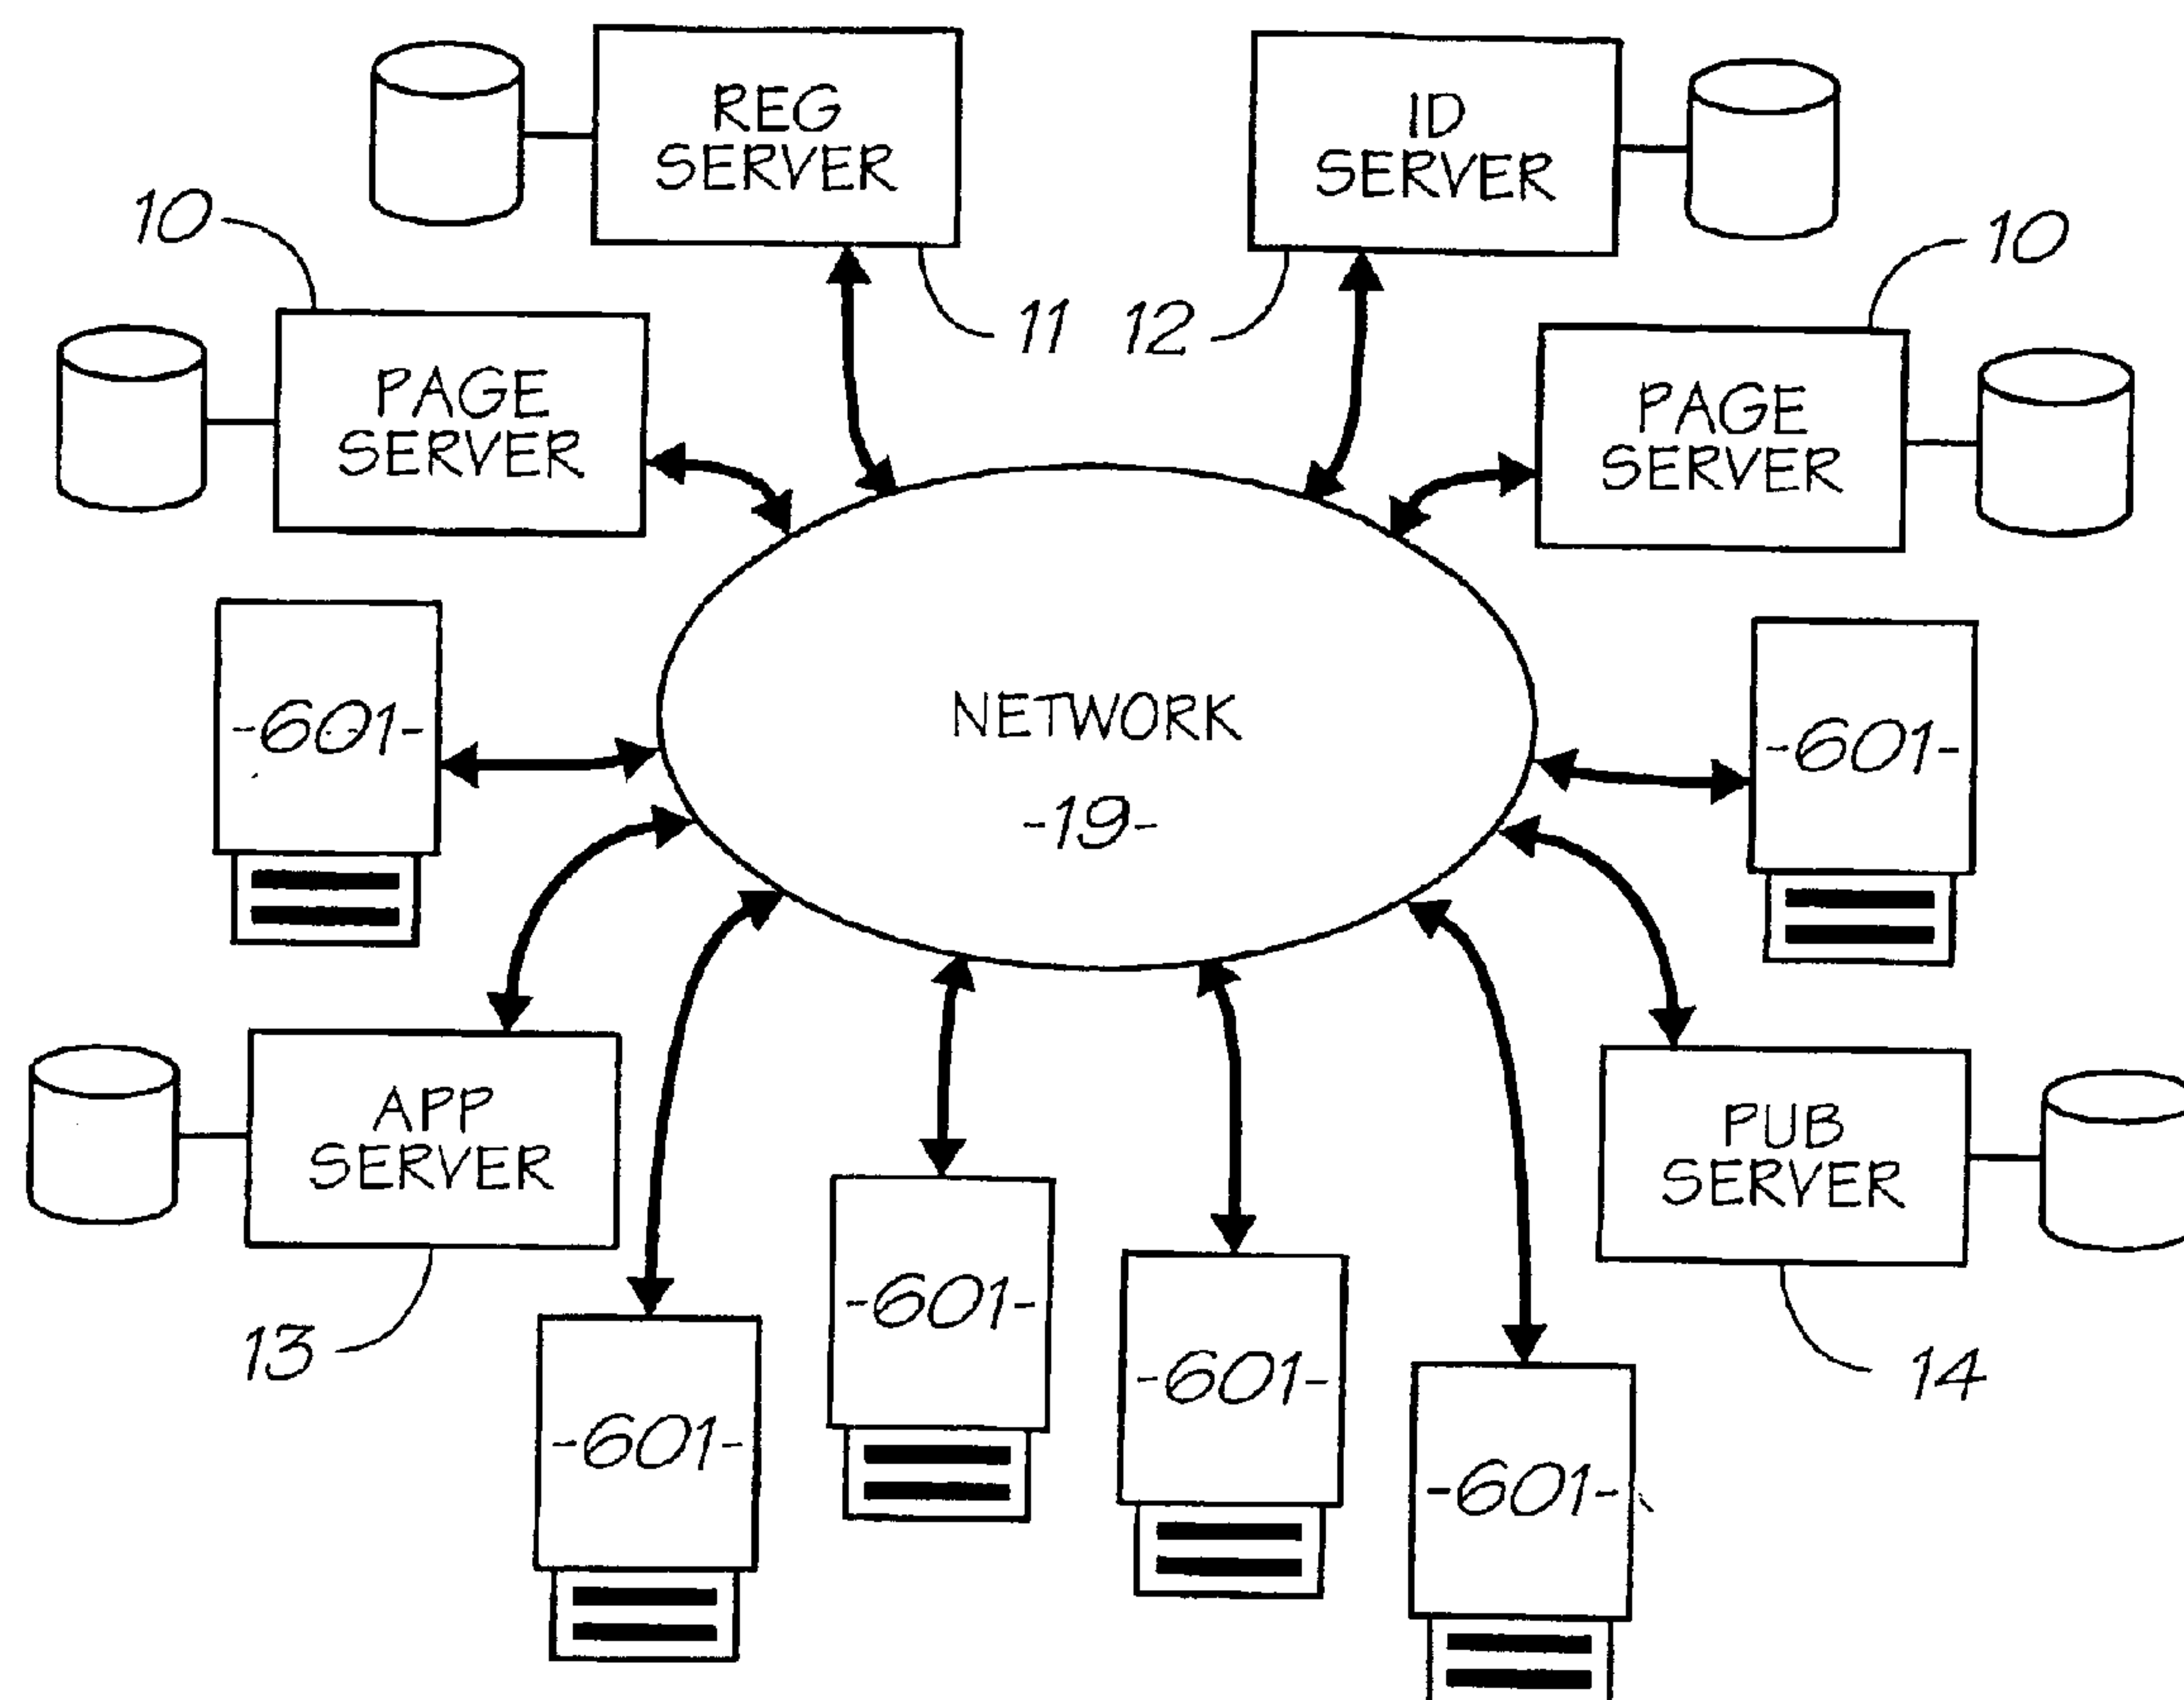 REG
SERVER
ID
SERVER
10
10
11
12
PAGE
SERVER
PAGE
SERVER
-601-
NETWORK
-19-
-601-
APP
SERVER
PUB
SERVER
13
-601-
-601-
-601-
-601-
14